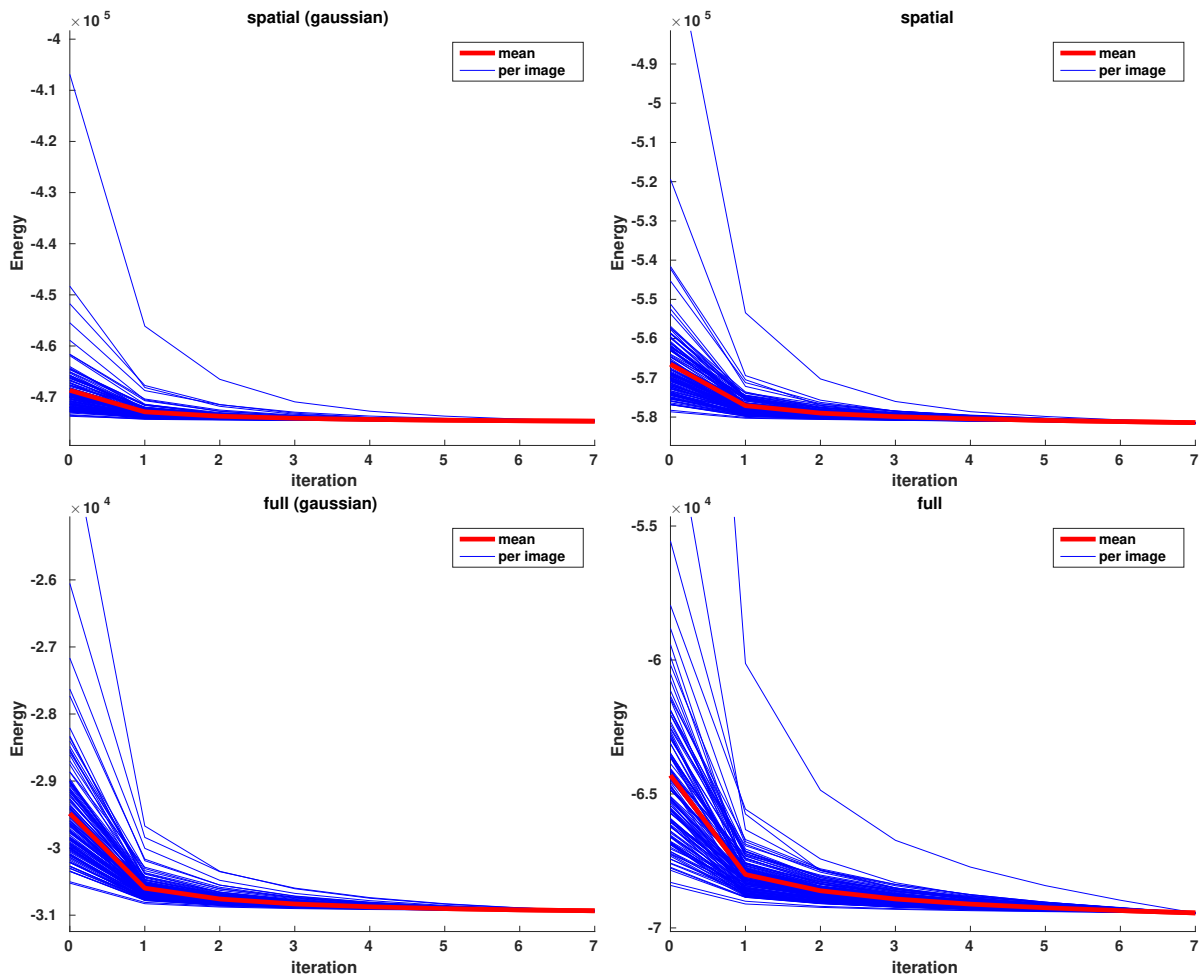 spatial (gaussian)
× 10 5
-4
-4.1
-4.2
-4.3
-4.4
-4.5
-4.6
-4.7
Energy
mean
per image
0 1 2 3 4 5 6 7
iteration
spatial
× 10 5
-4.9
-5
-5.1
-5.2
-5.3
-5.4
-5.5
-5.6
-5.7
-5.8
Energy
mean
per image
0 1 2 3 4 5 6 7
iteration
full (gaussian)
× 10 4
-2.6
-2.7
-2.8
-2.9
-3
-3.1
Energy
mean
per image
0 1 2 3 4 5 6 7
iteration
full
× 10 4
-5.5
-6
-6.5
-7
Energy
mean
per image
0 1 2 3 4 5 6 7
iteration